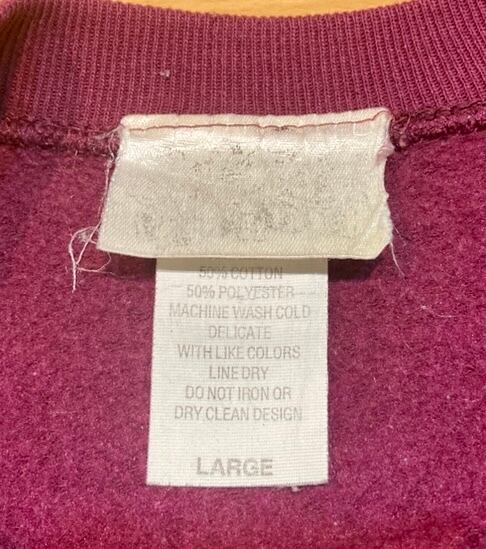 50% COTTON
50% POLYESTER
MACHINE WASH COLD
DELICATE
WITH LIKE COLORS
LINE DRY
DO NOT IRON OR
DRY CLEAN DESIGN
LARGE